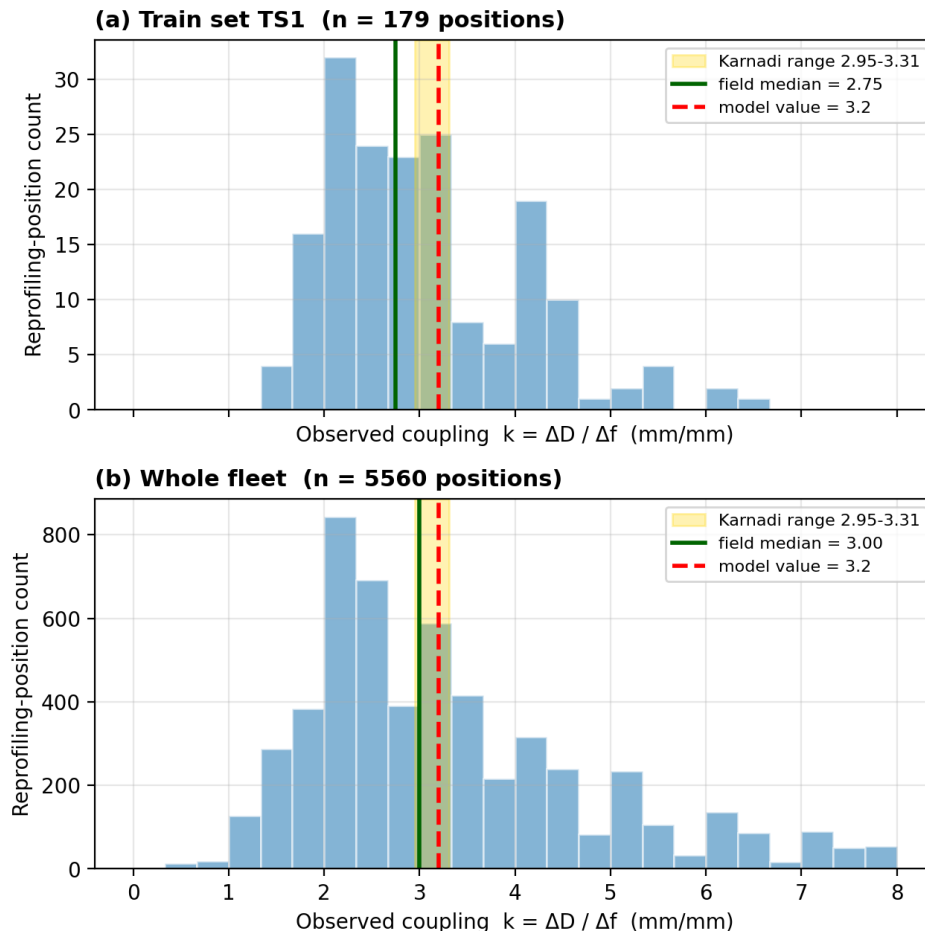 (a) Train set TS1  (n = 179 positions)
Reprofiling-position count
30
25
20
15
10
5
0
Karnadi range 2.95-3.31
field median = 2.75
model value = 3.2
Observed coupling  k = ΔD / Δf  (mm/mm)
(b) Whole fleet  (n = 5560 positions)
Reprofiling-position count
800
600
400
200
0
Karnadi range 2.95-3.31
field median = 3.00
model value = 3.2
0 1 2 3 4 5 6 7 8
Observed coupling  k = ΔD / Δf  (mm/mm)